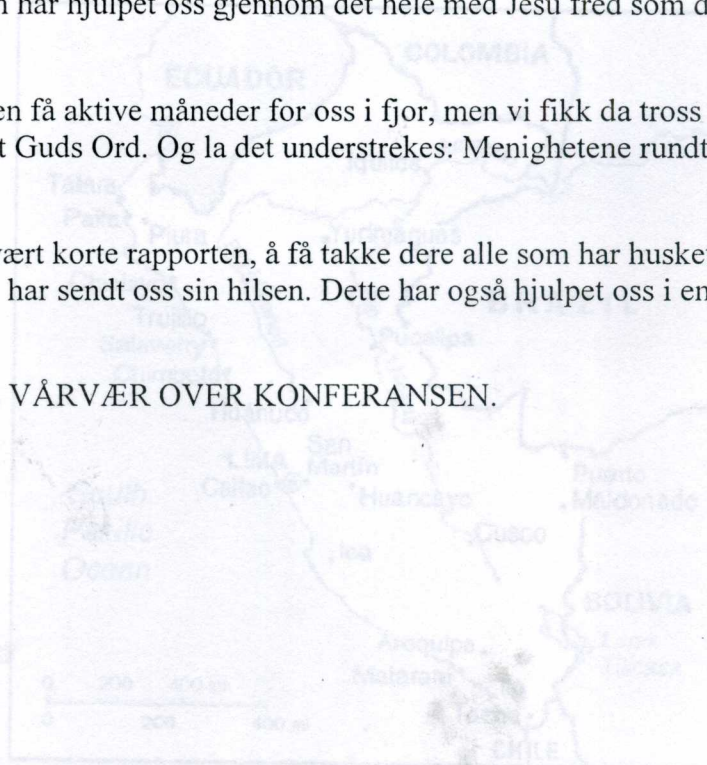 har hjulpet oss gjennom det hele med Jesu fred som d
COLOMBIA
ECUADOR
en få aktive måneder for oss i fjor, men vi fikk da tross
t Guds Ord. Og la det understrekes: Menighetene rundt
Iquitos
Talara
Paita
Piura
Yurimaguas
ært korte rapporten, å få takke dere alle som har husket
har sendt oss sin hilsen. Dette har også hjulpet oss i en
Trujillo
Pucallpa
Chimbote
VÅRVÆR OVER KONFERANSEN.
Huánuco
Lima
San Martín
Callao
Huancayo
Puerto Maldonado
South Pacific Ocean
Cusco
Ica
BOLIVIA
Arequipa
Matarani
Tacna
0 200 400
0 200 400 mi
CHILE